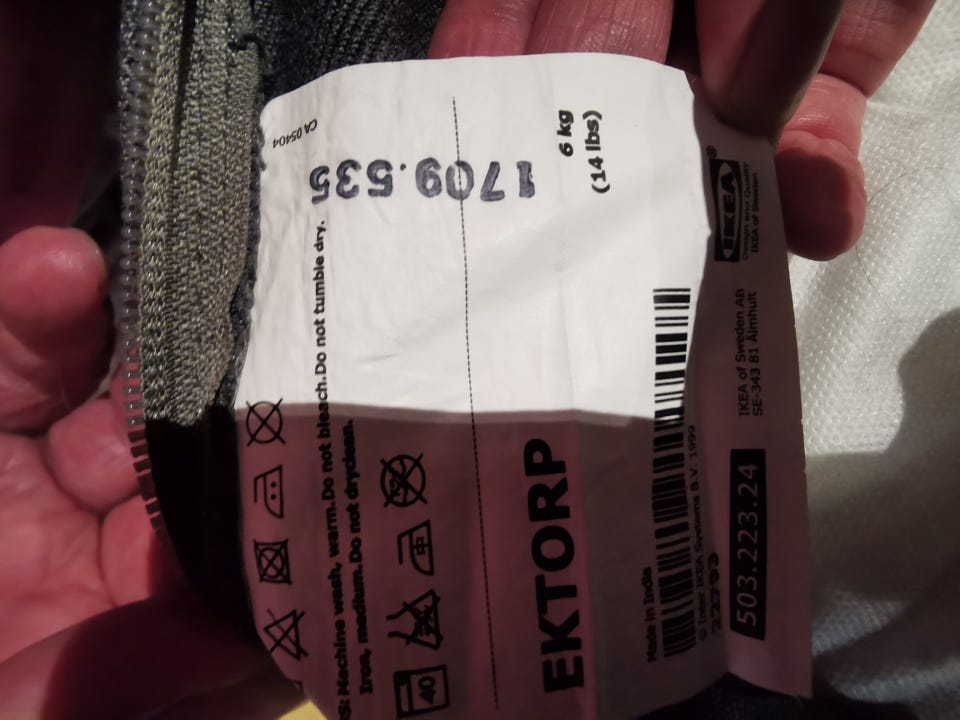 CA 05404
1709.535
S: Machine wash, warm.Do not bleach.Do not tumble dry.
Iron, medium.Do not dryclean.
40
EKTORP
6 kg
(14 lbs)
Made in India
© Inter IKEA Systems B.V. 1999
22793
503.223.24
IKEA of Sweden AB
SE-343 81 Älmhult
IKEA®
Design and Quality
IKEA of Sweden